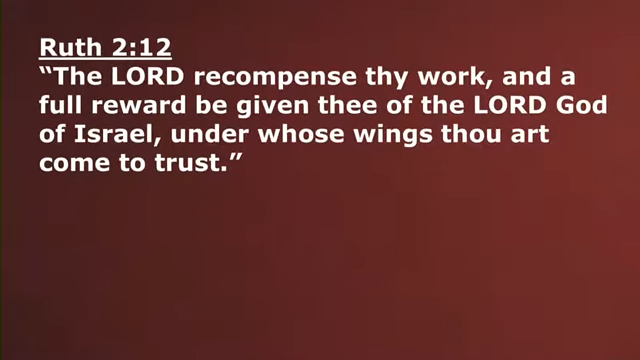 Ruth 2:12
“The LORD recompense thy work, and a
full reward be given thee of the LORD God
of Israel, under whose wings thou art
come to trust.”